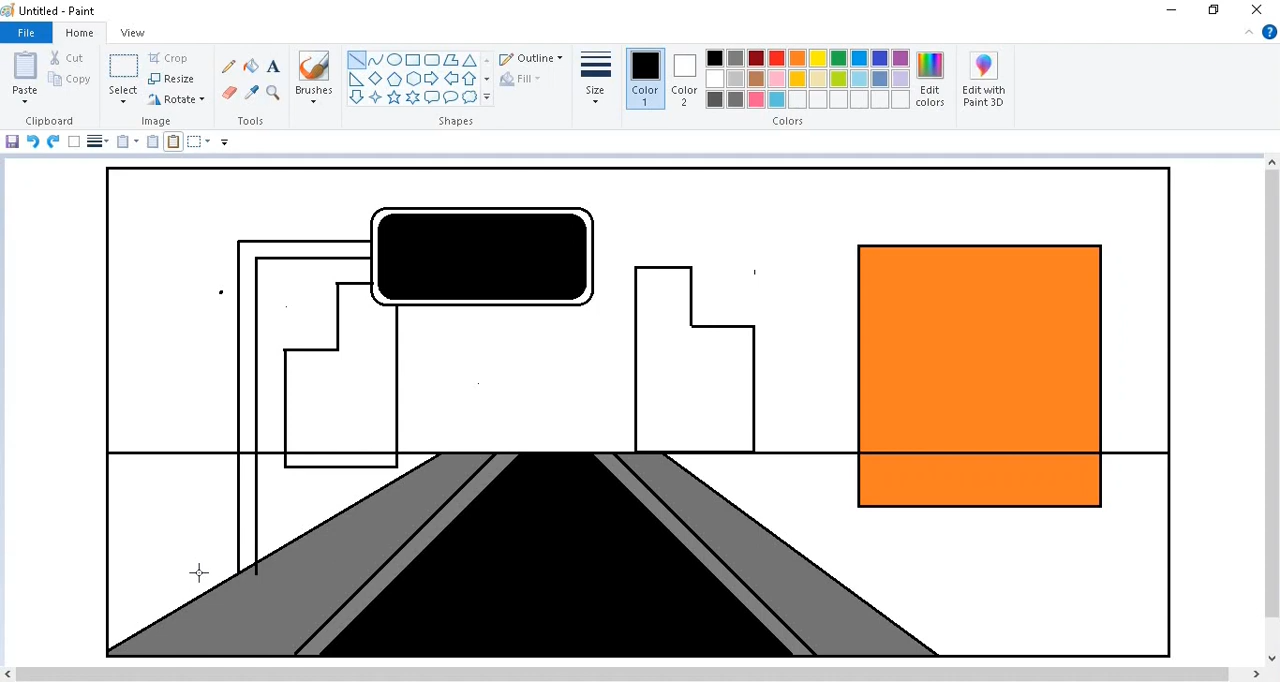 Untitled - Paint
File
Home
View
Paste
Cut
Copy
Clipboard
Select
Crop
Resize
Rotate
Image
A
Tools
Brushes
Shapes
Outline
Fill
Size
Color
1
Color
2
Edit
colors
Colors
Edit with
Paint 3D